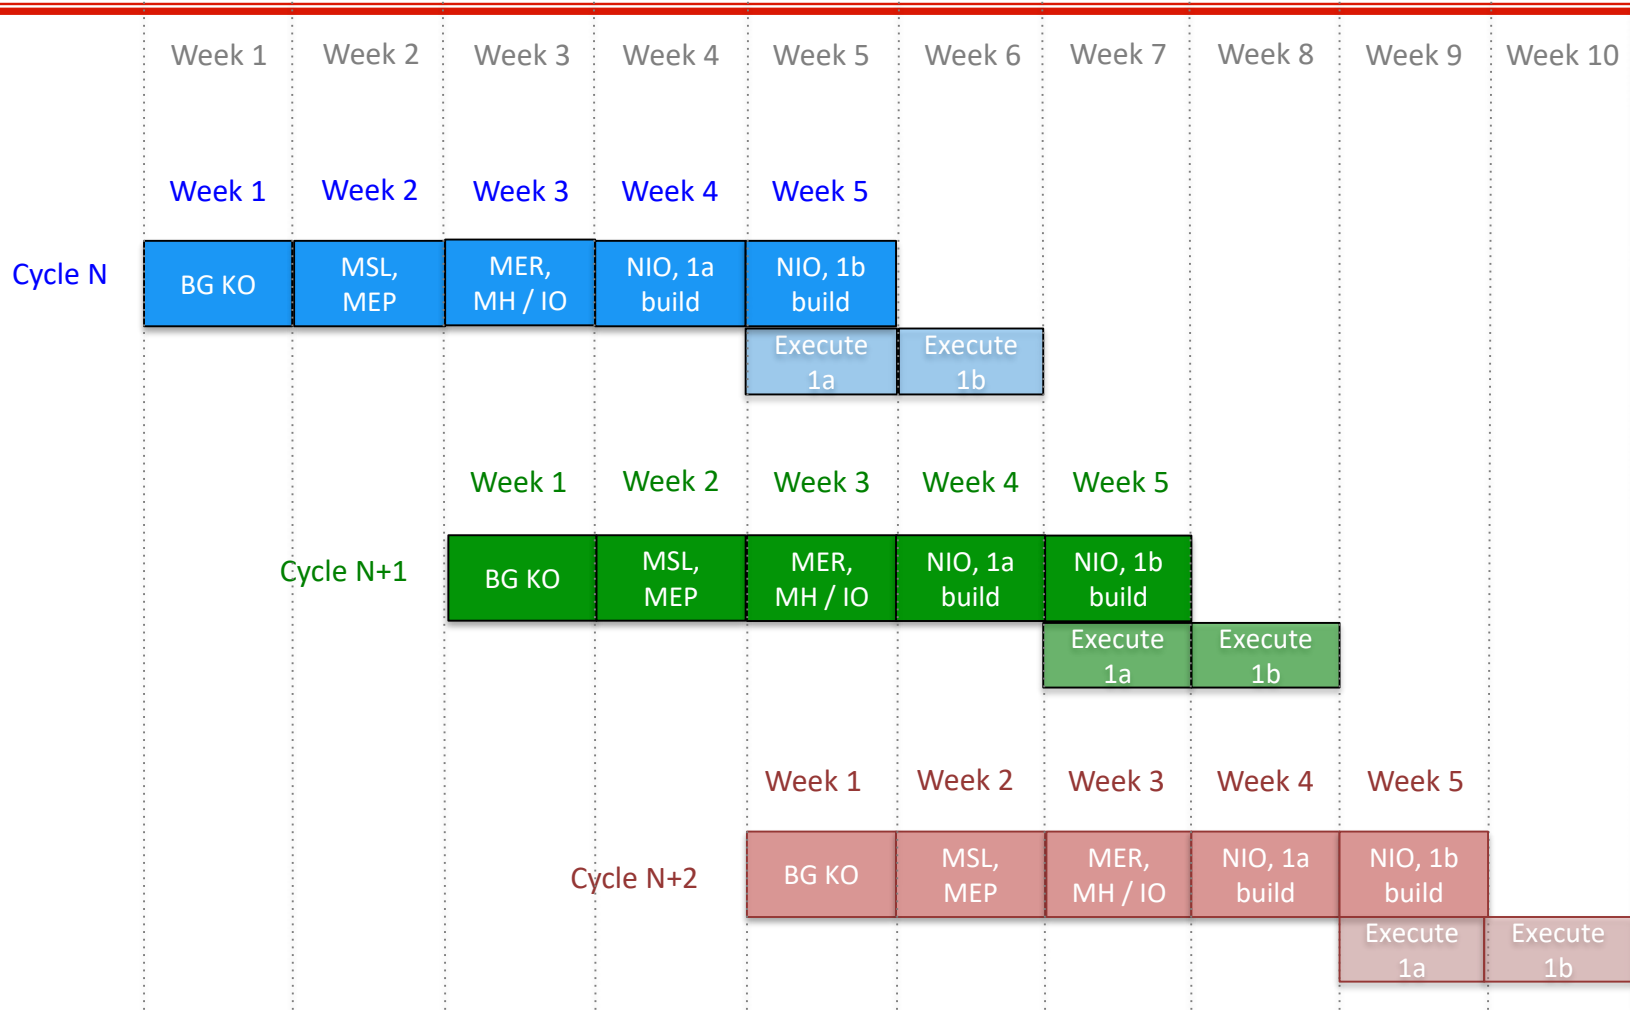 Week 1 Week 2 Week 3 Week 4 Week 5 Week 6 Week 7 Week 8 Week 9 Week 10
Week 1 Week 2 Week 3 Week 4 Week 5
Cycle N
BG KO
MSL,
MEP
MER,
MH / IO
NIO, 1a
build
NIO, 1b
build
Execute
1a
Execute
1b
Week 1 Week 2 Week 3 Week 4 Week 5
Cycle N+1
BG KO
MSL,
MEP
MER,
MH / IO
NIO, 1a
build
NIO, 1b
build
Execute
1a
Execute
1b
Week 1 Week 2 Week 3 Week 4 Week 5
Cycle N+2
BG KO
MSL,
MEP
MER,
MH / IO
NIO, 1a
build
NIO, 1b
build
Execute
1a
Execute
1b